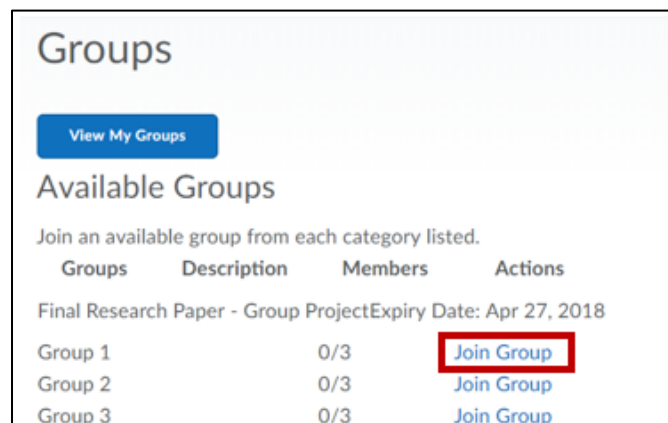 Groups
View My Groups
Available Groups
Join an available group from each category listed.
Groups Description Members Actions
Final Research Paper - Group ProjectExpiry Date: Apr 27, 2018
Group 1 0/3 Join Group
Group 2 0/3 Join Group
Group 3 0/3 Join Group